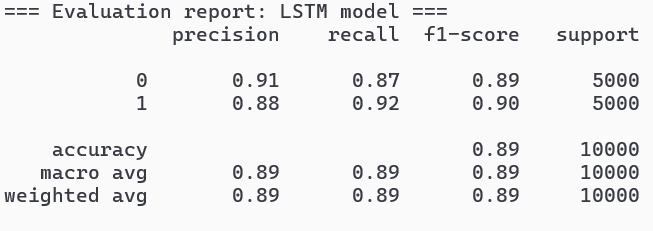 === Evaluation report: LSTM model ===
              precision    recall  f1-score   support

           0       0.91      0.87      0.89      5000
           1       0.88      0.92      0.90      5000

    accuracy                           0.89     10000
   macro avg       0.89      0.89      0.89     10000
weighted avg       0.89      0.89      0.89     10000